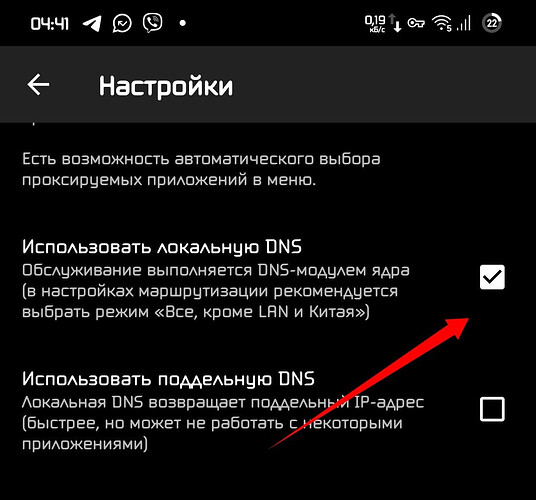 04:41
0,19
кБ/с
5
22
Настройки
Есть возможность автоматического выбора
проксируемых приложений в меню.
Использовать локальную DNS
Обслуживание выполняется DNS-модулем ядра
(в настройках маршрутизации рекомендуется
выбрать режим «Все, кроме LAN и Китая»)
Использовать поддельную DNS
Локальная DNS возвращает поддельный IP-адрес
(быстрее, но может не работать с некоторыми
приложениями)